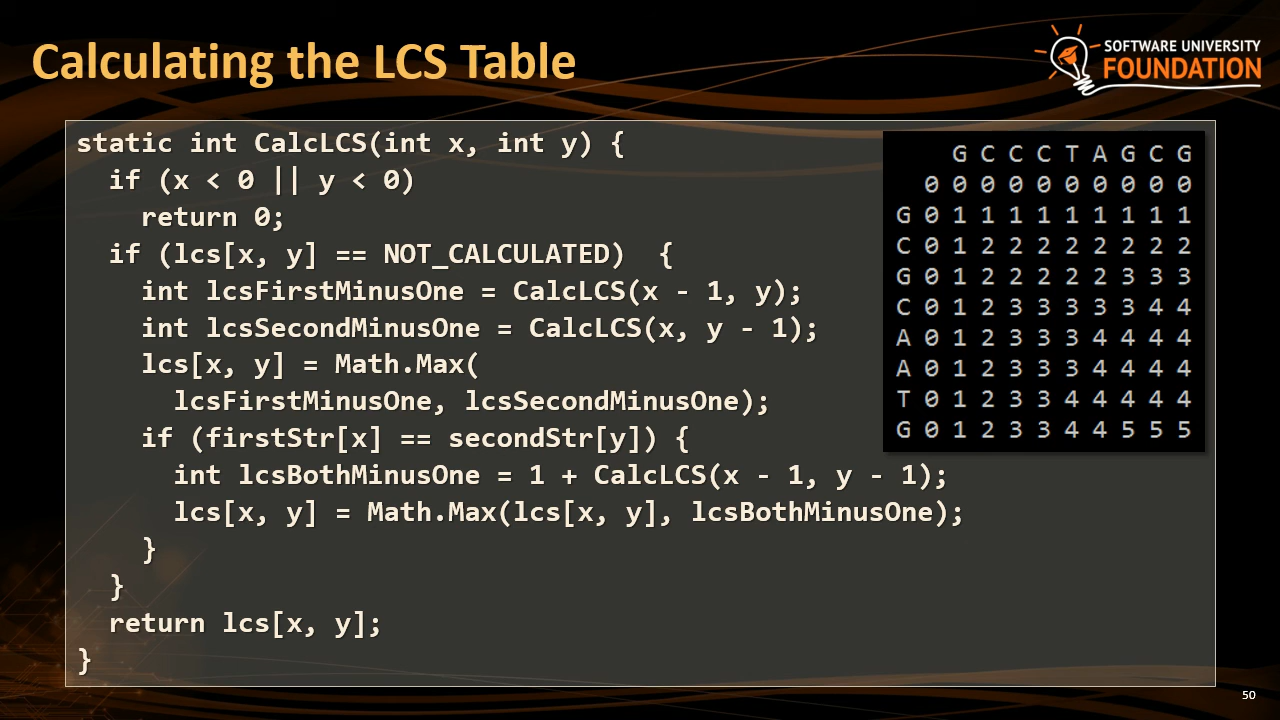 Calculating the LCS Table
SOFTWARE UNIVERSITY
FOUNDATION
static int CalcLCS(int x, int y) {
  if (x < 0 || y < 0)
    return 0;
  if (lcs[x, y] == NOT_CALCULATED)  {
    int lcsFirstMinusOne = CalcLCS(x - 1, y);
    int lcsSecondMinusOne = CalcLCS(x, y - 1);
    lcs[x, y] = Math.Max(
      lcsFirstMinusOne, lcsSecondMinusOne);
    if (firstStr[x] == secondStr[y]) {
      int lcsBothMinusOne = 1 + CalcLCS(x - 1, y - 1);
      lcs[x, y] = Math.Max(lcs[x, y], lcsBothMinusOne);
    }
  }
  return lcs[x, y];
}
G C C C T A G C G
0 0 0 0 0 0 0 0 0 0
G 0 1 1 1 1 1 1 1 1 1
C 0 1 2 2 2 2 2 2 2 2
G 0 1 2 2 2 2 2 3 3 3
C 0 1 2 3 3 3 3 3 4 4
A 0 1 2 3 3 3 4 4 4 4
A 0 1 2 3 3 3 4 4 4 4
T 0 1 2 3 3 4 4 4 4 4
G 0 1 2 3 3 4 4 5 5 5
50